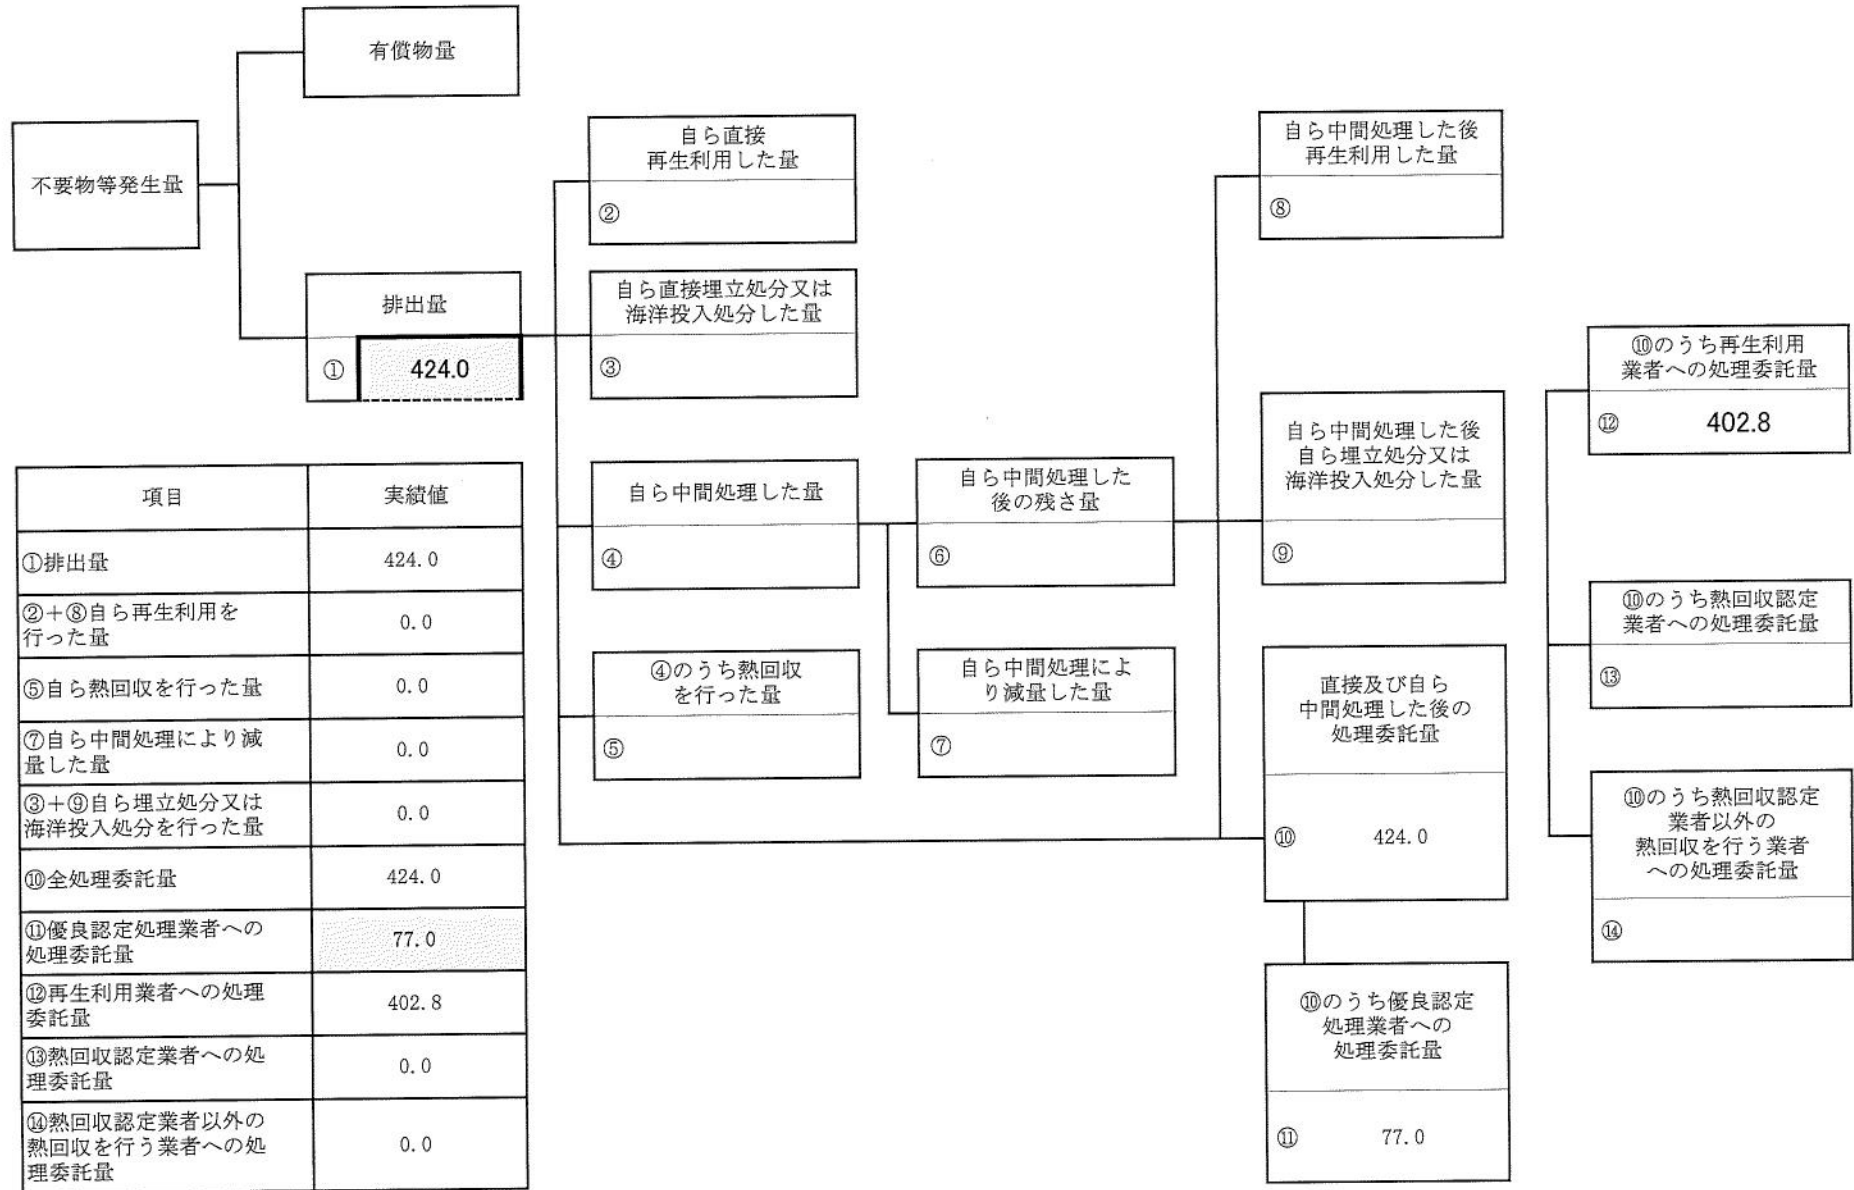 有償物量
不要物等発生量
排出量
① 424.0
自ら直接
再生利用した量
②
自ら直接埋立処分又は
海洋投入処分した量
③
自ら中間処理した量
④
④のうち熱回収
を行った量
⑤
自ら中間処理した
後の残さ量
⑥
自ら中間処理によ
り減量した量
⑦
自ら中間処理した後
再生利用した量
⑧
自ら中間処理した後
自ら埋立処分又は
海洋投入処分した量
⑨
直接及び自ら
中間処理した後の
処理委託量
⑩ 424.0
⑩のうち優良認定
処理業者への
処理委託量
⑪ 77.0
⑩のうち再生利用
業者への処理委託量
⑫ 402.8
⑩のうち熱回収認定
業者への処理委託量
⑬
⑩のうち熱回収認定
業者以外の
熱回収を行う業者
への処理委託量
⑭
項目 実績値
①排出量 424.0
②+⑧自ら再生利用を
行った量 0.0
⑤自ら熱回収を行った量 0.0
⑦自ら中間処理により減
量した量 0.0
③+⑨自ら埋立処分又は
海洋投入処分を行った量 0.0
⑩全処理委託量 424.0
⑪優良認定処理業者への
処理委託量 77.0
⑫再生利用業者への処理
委託量 402.8
⑬熱回収認定業者への処
理委託量 0.0
⑭熱回収認定業者以外の
熱回収を行う業者への処
理委託量 0.0